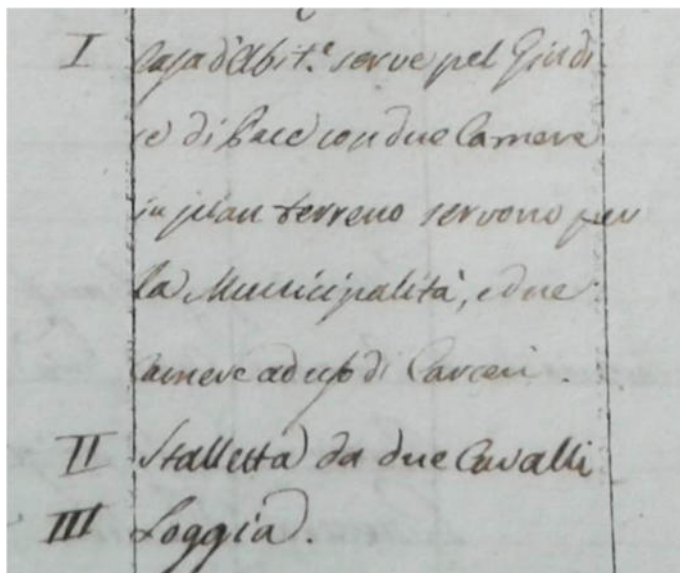 I Casa d'Abit.e serve pel Giudi
ce di Pace con due Camere
in pian terreno servono per
la Municipalità, e due
Camere ad uso di Carceri.
II Stalletta da due Cavalli
III Loggia.